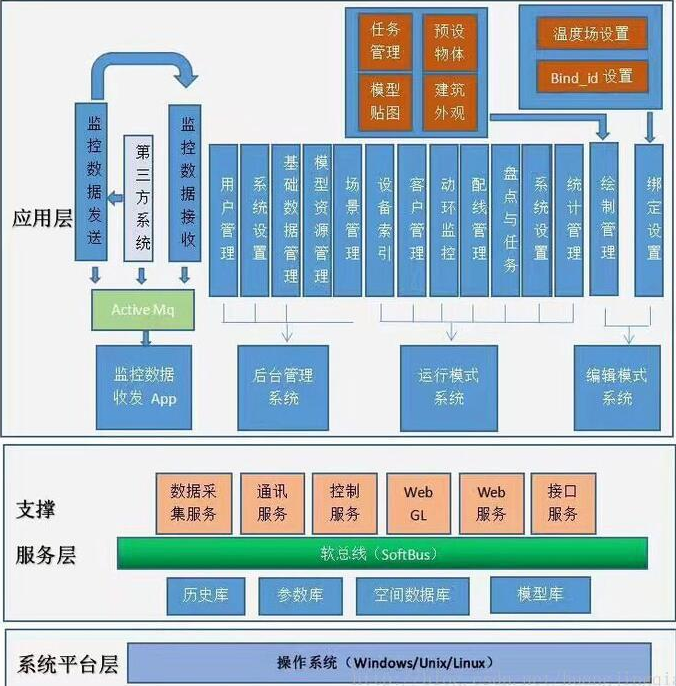 任务
管理
预设
物体
模型
贴图
建筑
外观
温度场设置
Bind_id 设置
应用层
监控数据发送
第三方系统
监控数据接收
用户管理
系统设置
基础数据管理
模型资源管理
场景管理
设备索引
客户管理
动环监控
配线管理
盘点与任务
系统设置
统计管理
绘制管理
绑定设置
Active Mq
监控数据
收发 App
后台管理
系统
运行模式
系统
编辑模式
系统
支撑
服务层
数据采
集服务
通讯
服务
控制
服务
Web
GL
Web
服务
接口
服务
软总线（SoftBus）
历史库
参数库
空间数据库
模型库
系统平台层
操作系统（Windows/Unix/Linux）